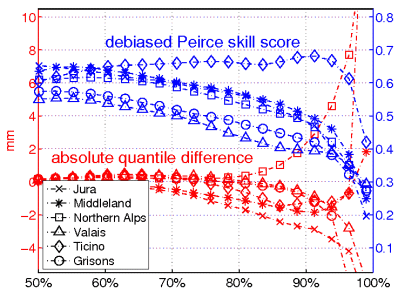 10
8
6
4
2
0
−2
−4
mm
0.8
0.7
0.6
0.5
0.4
0.3
0.2
0.1
debiased Peirce skill score
absolute quantile difference
Jura
Middleland
Northern Alps
Valais
Ticino
Grisons
50% 60% 70% 80% 90% 100%